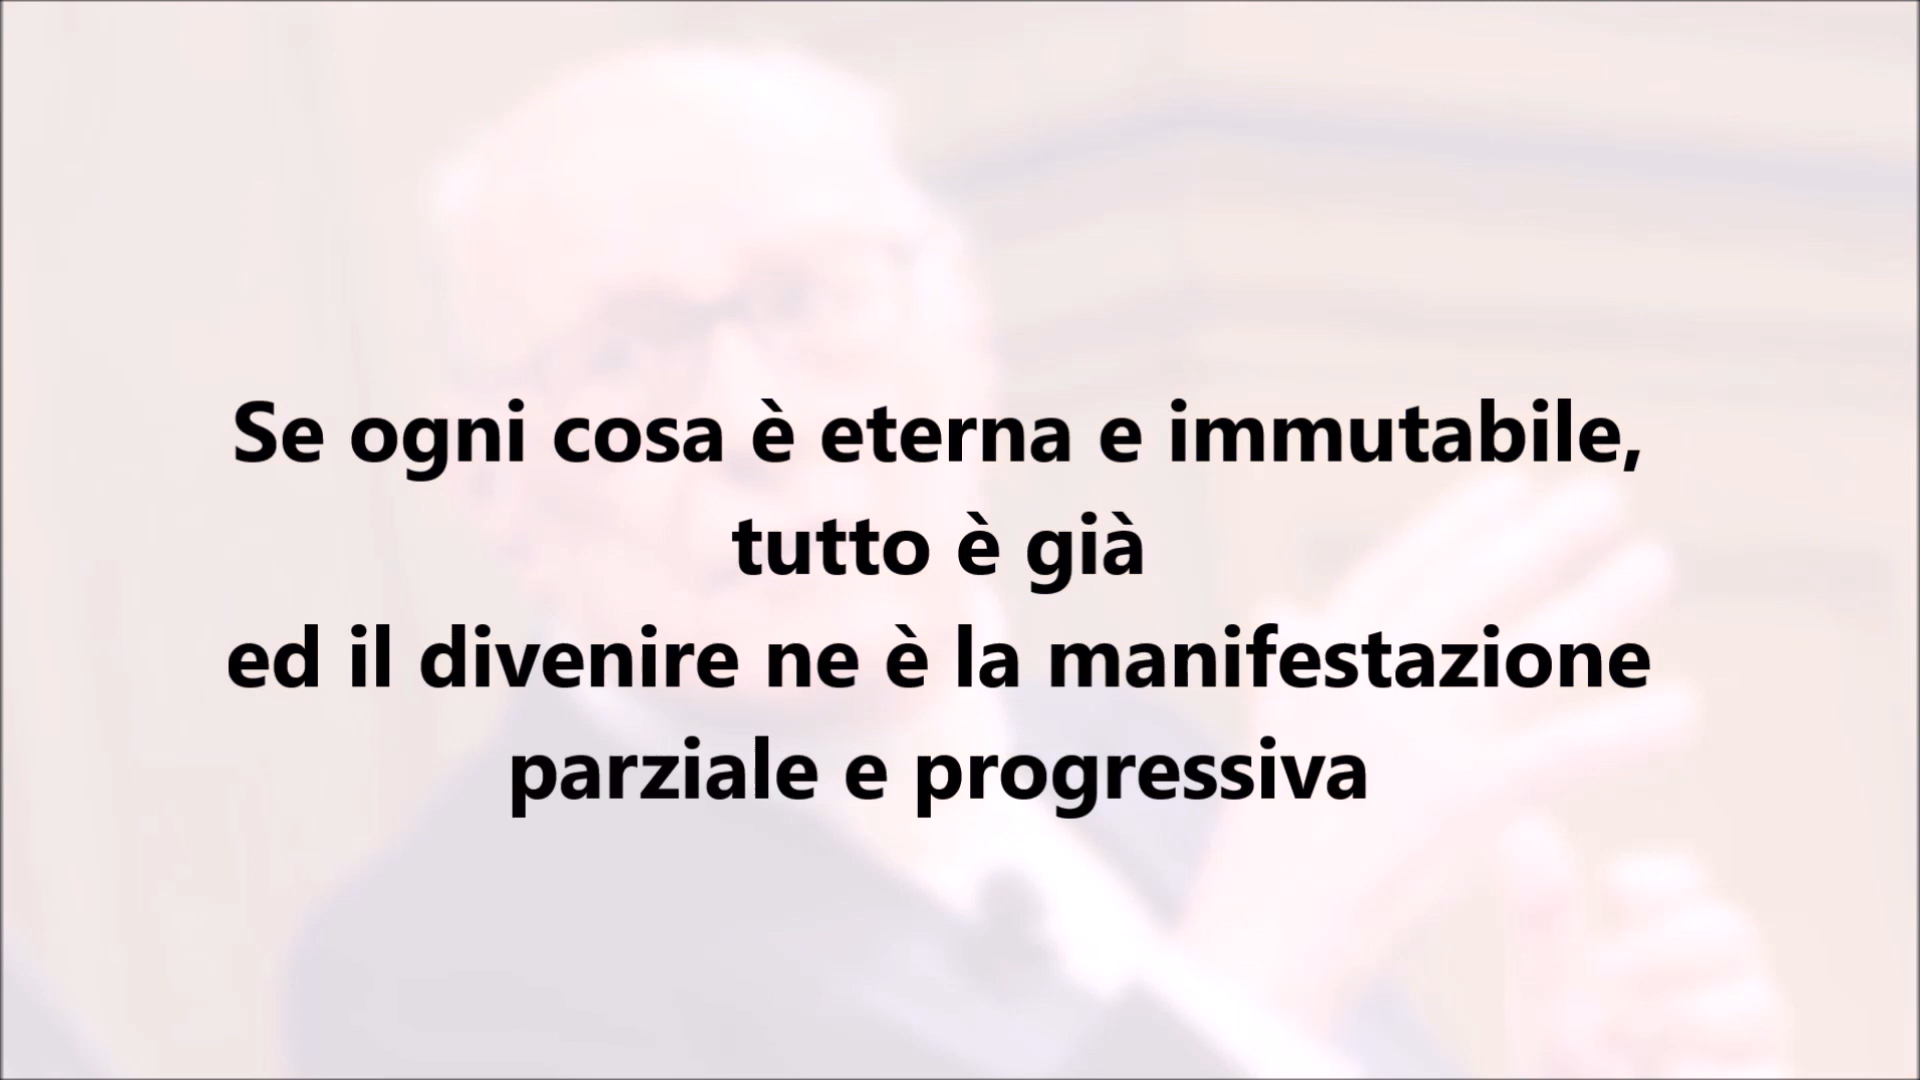 Se ogni cosa è eterna e immutabile,
tutto è già
ed il divenire ne è la manifestazione
parziale e progressiva